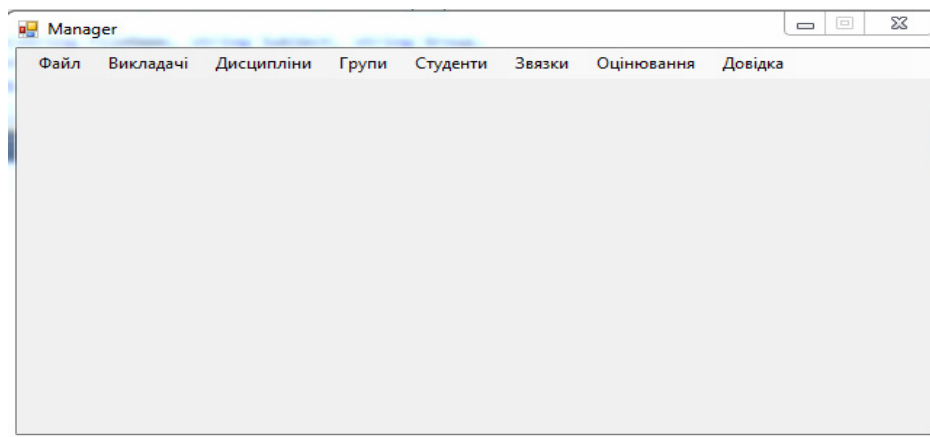 Manager
Файл Викладачі Дисципліни Групи Студенти Звязки Оцінювання Довідка